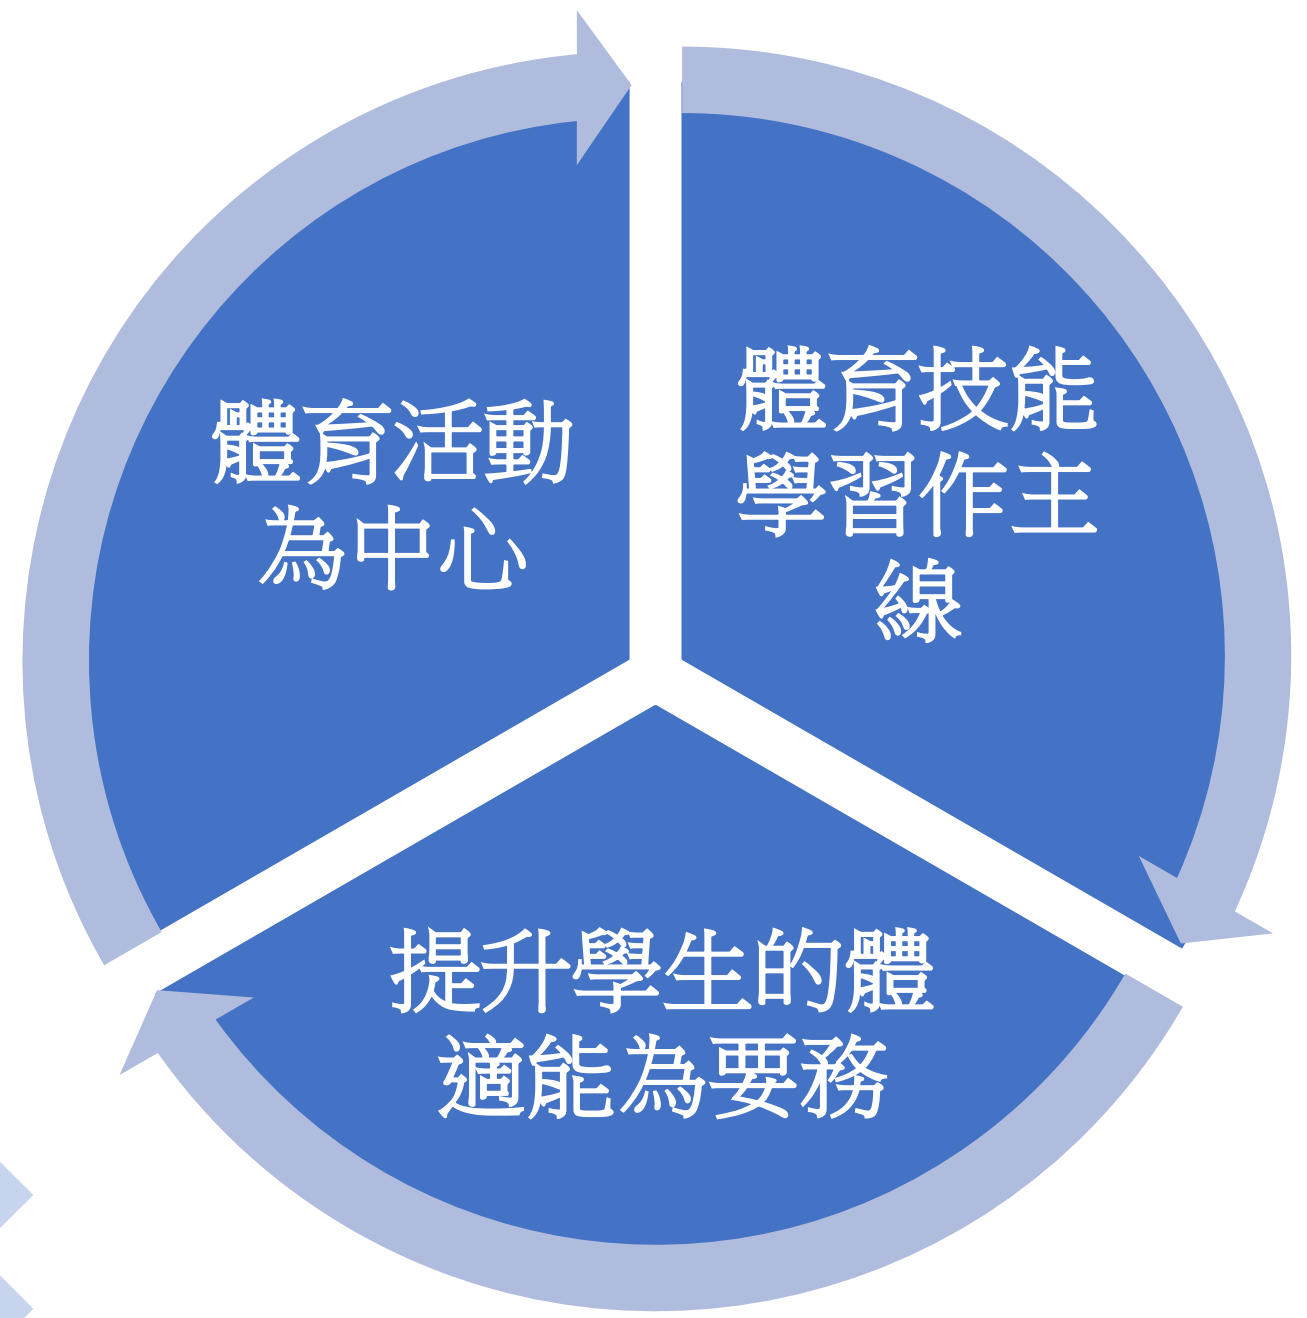 體育活動
為中心
體育技能
學習作主
線
提升學生的體
適能為要務